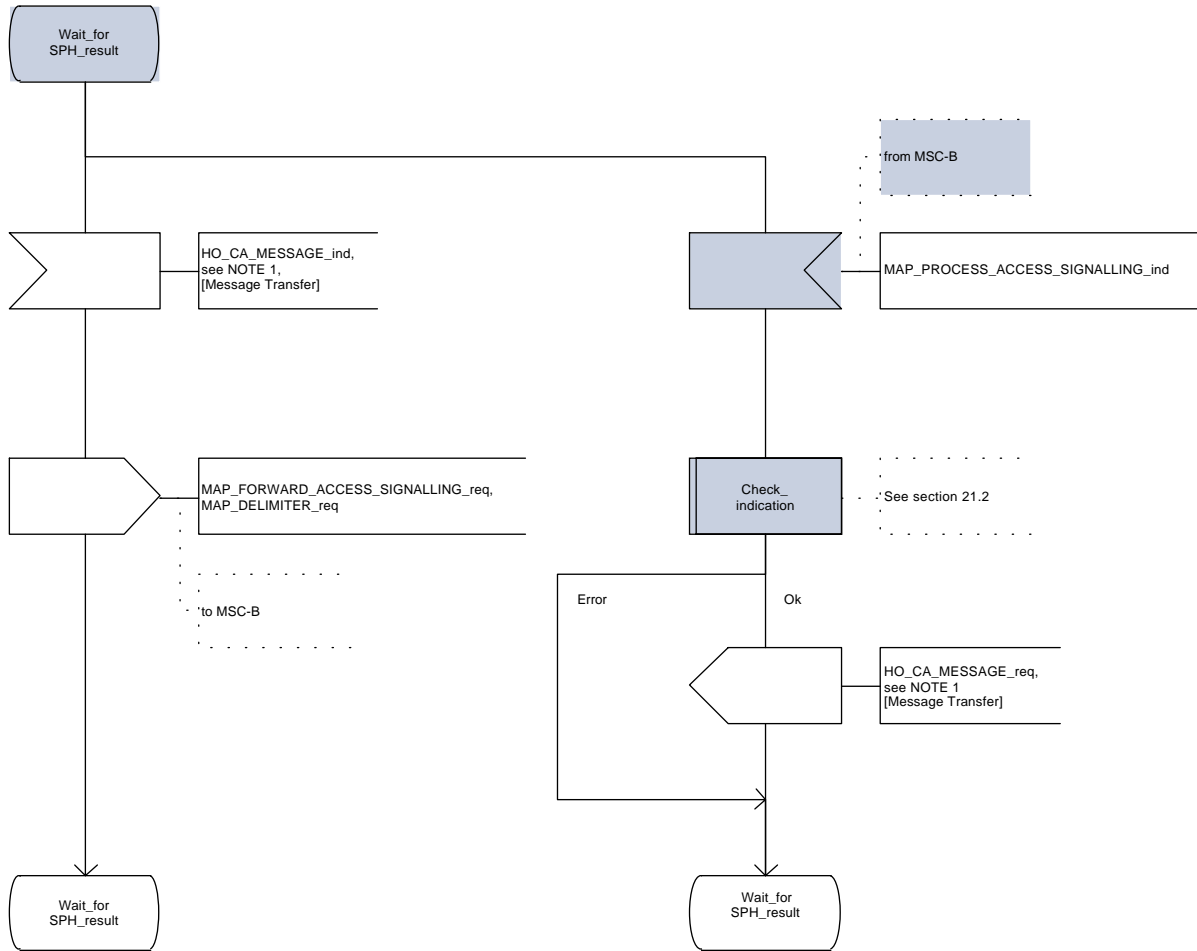 Wait_for
SPH_result
from MSC-B
HO_CA_MESSAGE_ind,
see NOTE 1,
[Message Transfer]
MAP_PROCESS_ACCESS_SIGNALLING_ind
MAP_FORWARD_ACCESS_SIGNALLING_req,
MAP_DELIMITER_req
Check_
indication
See section 21.2
to MSC-B
Error
Ok
HO_CA_MESSAGE_req,
see NOTE 1
[Message Transfer]
Wait_for
SPH_result
Wait_for
SPH_result